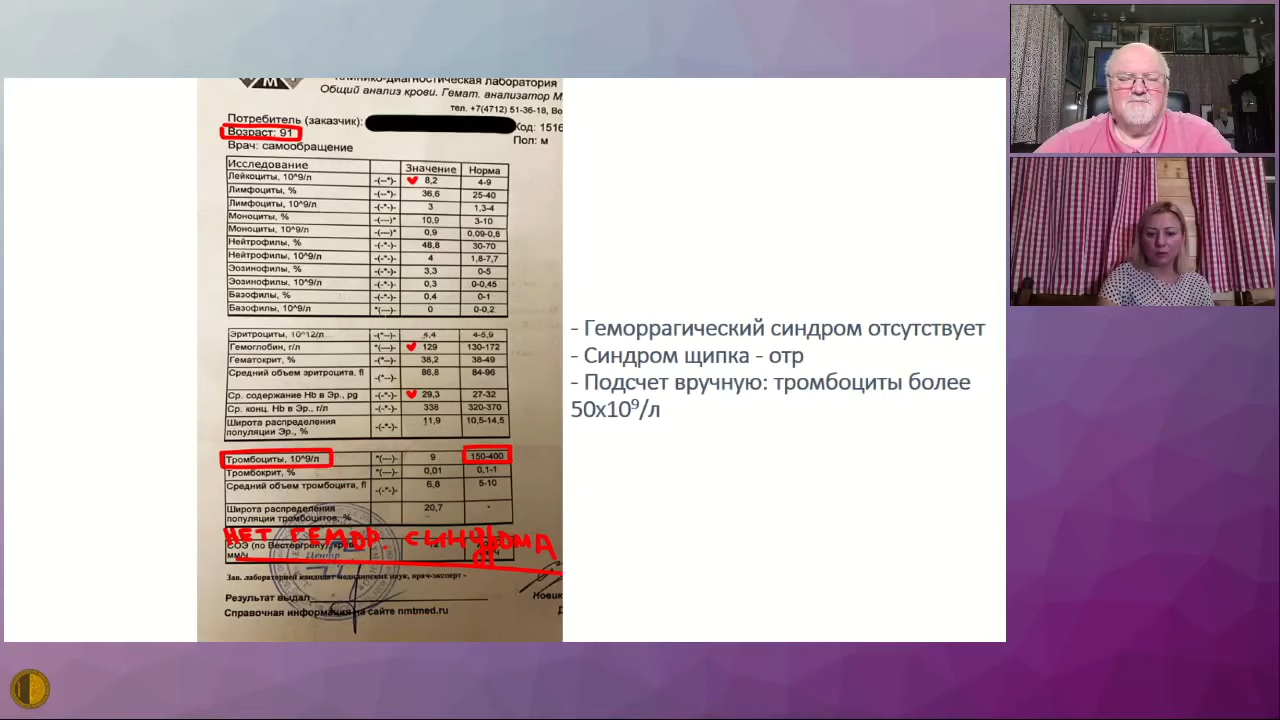 Клинико-диагностическая лаборатория
Общий анализ крови. Гемат. анализатор М
тел. +7(4712) 51-36-18, Во
Потребитель (заказчик):
Код: 1516
Возраст: 91
Пол: м
Врач: самообращение
Исследование Значение Норма
Лейкоциты, 10^9/л -(--*)- 8,2 4-9
Лимфоциты, % -(--*)- 36,6 25-40
Лимфоциты, 10^9/л -(-*-)- 3 1,3-4
Моноциты, % -(---)* 10,9 3-10
Моноциты, 10^9/л -(---)* 0,9 0,09-0,8
Нейтрофилы, % -(-*-)- 48,8 30-70
Нейтрофилы, 10^9/л -(-*-)- 4 1,8-7,7
Эозинофилы, % -(-*-)- 3,3 0-5
Эозинофилы, 10^9/л -(-*-)- 0,3 0-0,45
Базофилы, % -(-*-)- 0,4 0-1
Базофилы, 10^9/л *(---)- 0 0-0,2
Эритроциты, 10^12/л -(*--)- 4,4 4-5,9
Гемоглобин, г/л *(---)- 129 130-172
Гематокрит, % -(*--)- 38,2 38-49
Средний объем эритроцита, fl -(*--)- 86,8 84-96
Ср. содержание Hb в Эр., pg -(-*-)- 29,3 27-32
Ср. конц. Hb в Эр., г/л -(-*-)- 338 320-370
Широта распределения
популяции Эр., % -(-*-)- 11,9 10,5-14,5
Тромбоциты, 10^9/л *(---)- 9 150-400
Тромбокрит, % *(---)- 0,01 0,1-1
Средний объем тромбоцита, fl -(-*-)- 6,8 5-10
Широта распределения
популяции тромбоцитов, % 20,7 -
НЕТ ГЕМОР. СИНДРОМА
СОЭ (по Вестергрену),
мм/ч
Центр
Зав. лабораторией кандидат медицинских наук, врач-эксперт -
Результат выдал
Новик
Справочная информация на сайте nmtmed.ru
- Геморрагический синдром отсутствует
- Синдром щипка - отр
- Подсчет вручную: тромбоциты более
50х10⁹/л